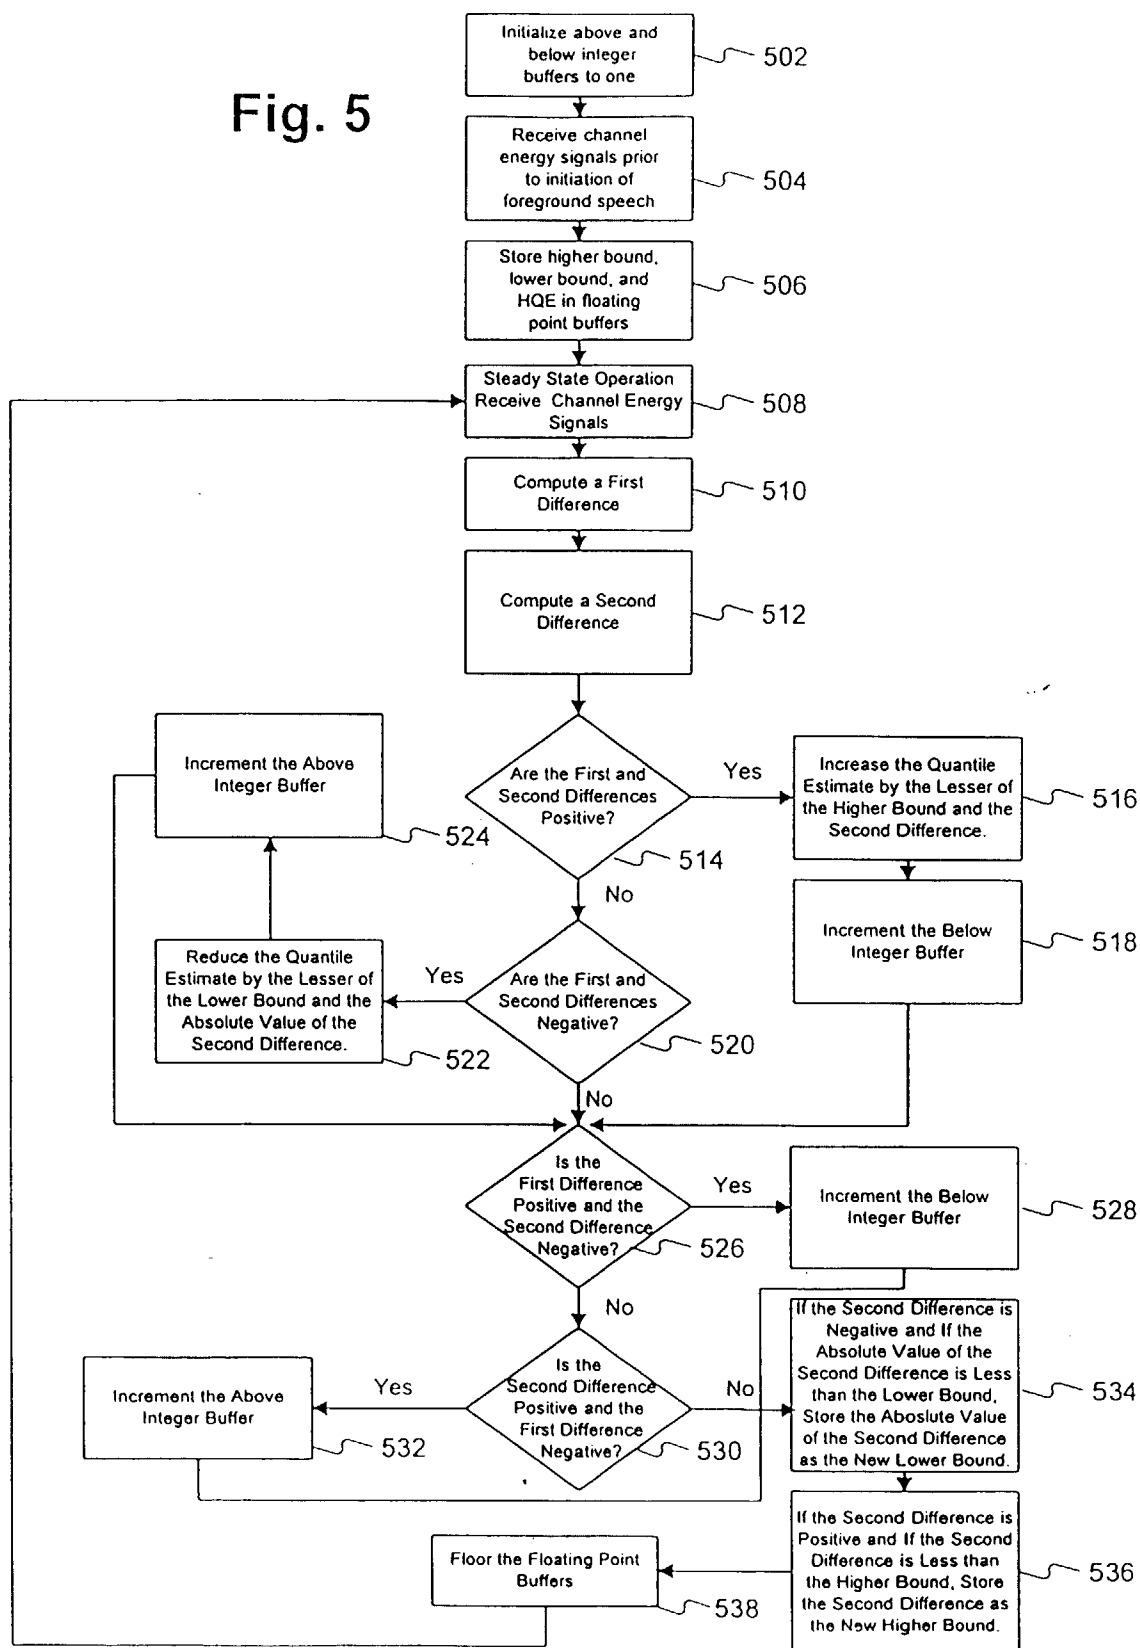 Fig. 5
Initialize above and
below integer
buffers to one
502
Receive channel
energy signals prior
to initiation of
foreground speech
504
Store higher bound,
lower bound, and
HQE in floating
point buffers
506
Steady State Operation
Receive Channel Energy
Signals
508
Compute a First
Difference
510
Compute a Second
Difference
512
Are the First and
Second Differences
Positive?
514
Yes
No
Increase the Quantile
Estimate by the Lesser
of the Higher Bound and the
Second Difference.
516
Increment the Below
Integer Buffer
518
Increment the Above
Integer Buffer
524
Are the First and
Second Differences
Negative?
520
Yes
No
Reduce the Quantile
Estimate by the Lesser of
the Lower Bound and the
Absolute Value of the
Second Difference.
522
Is the
First Difference
Positive and the
Second Difference
Negative?
526
Yes
No
Increment the Below
Integer Buffer
528
Is the
Second Difference
Positive and the
First Difference
Negative?
530
Yes
No
Increment the Above
Integer Buffer
532
If the Second Difference is
Negative and If the
Absolute Value of the
Second Difference is Less
than the Lower Bound,
Store the Absolute Value
of the Second Difference
as the New Lower Bound.
534
If the Second Difference is
Positive and If the Second
Difference is Less than
the Higher Bound, Store
the Second Difference as
the New Higher Bound.
536
Floor the Floating Point
Buffers
538